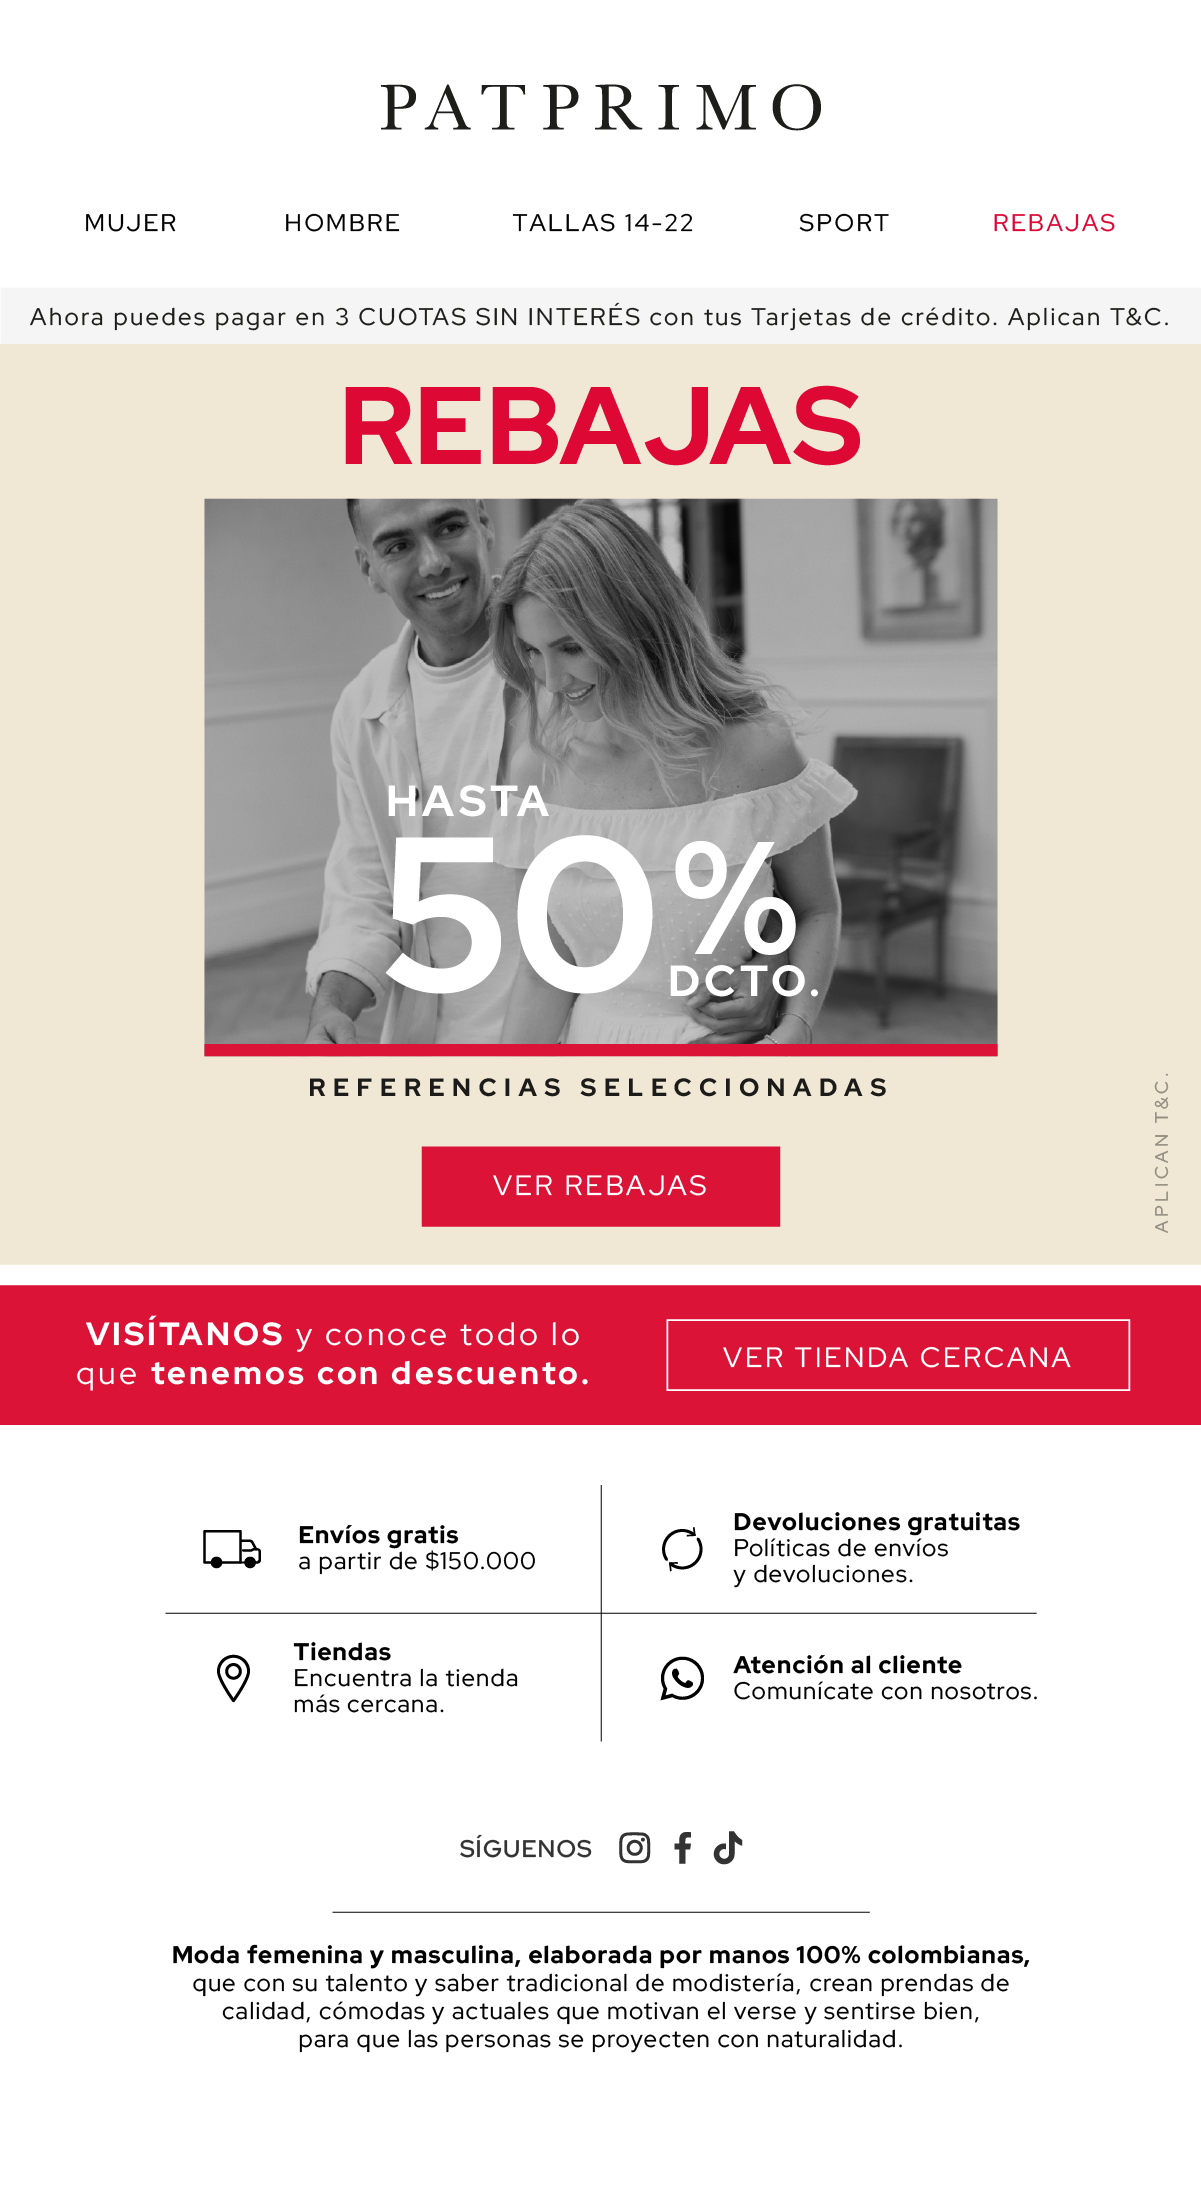 PATPRIMO
MUJER HOMBRE TALLAS 14-22 SPORT REBAJAS
Ahora puedes pagar en 3 CUOTAS SIN INTERÉS con tus Tarjetas de crédito. Aplican T&C.
REBAJAS
HASTA
50%
DCTO.
REFERENCIAS SELECCIONADAS
APLICAN T&C.
VER REBAJAS
VISÍTANOS y conoce todo lo
que tenemos con descuento.
VER TIENDA CERCANA
Envíos gratis
a partir de $150.000
Devoluciones gratuitas
Políticas de envíos
y devoluciones.
Tiendas
Encuentra la tienda
más cercana.
Atención al cliente
Comunícate con nosotros.
SÍGUENOS
Moda femenina y masculina, elaborada por manos 100% colombianas,
que con su talento y saber tradicional de modistería, crean prendas de
calidad, cómodas y actuales que motivan el verse y sentirse bien,
para que las personas se proyecten con naturalidad.